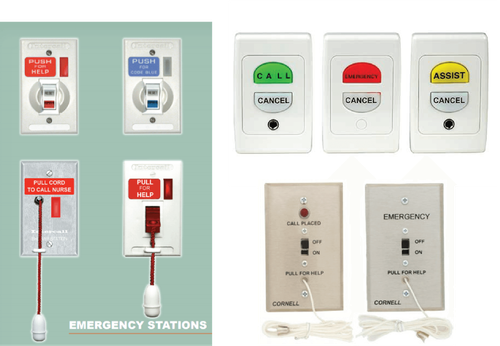 PUSH
FOR
HELP
PUSH
FOR
CODE BLUE
PULL CORD
TO CALL NURSE
PULL
FOR
HELP
EMERGENCY STATIONS
CALL
CANCEL
EMERGENCY
CANCEL
ASSIST
CANCEL
CALL PLACED
OFF
ON
PULL FOR HELP
CORNELL
EMERGENCY
OFF
ON
PULL FOR HELP
CORNELL